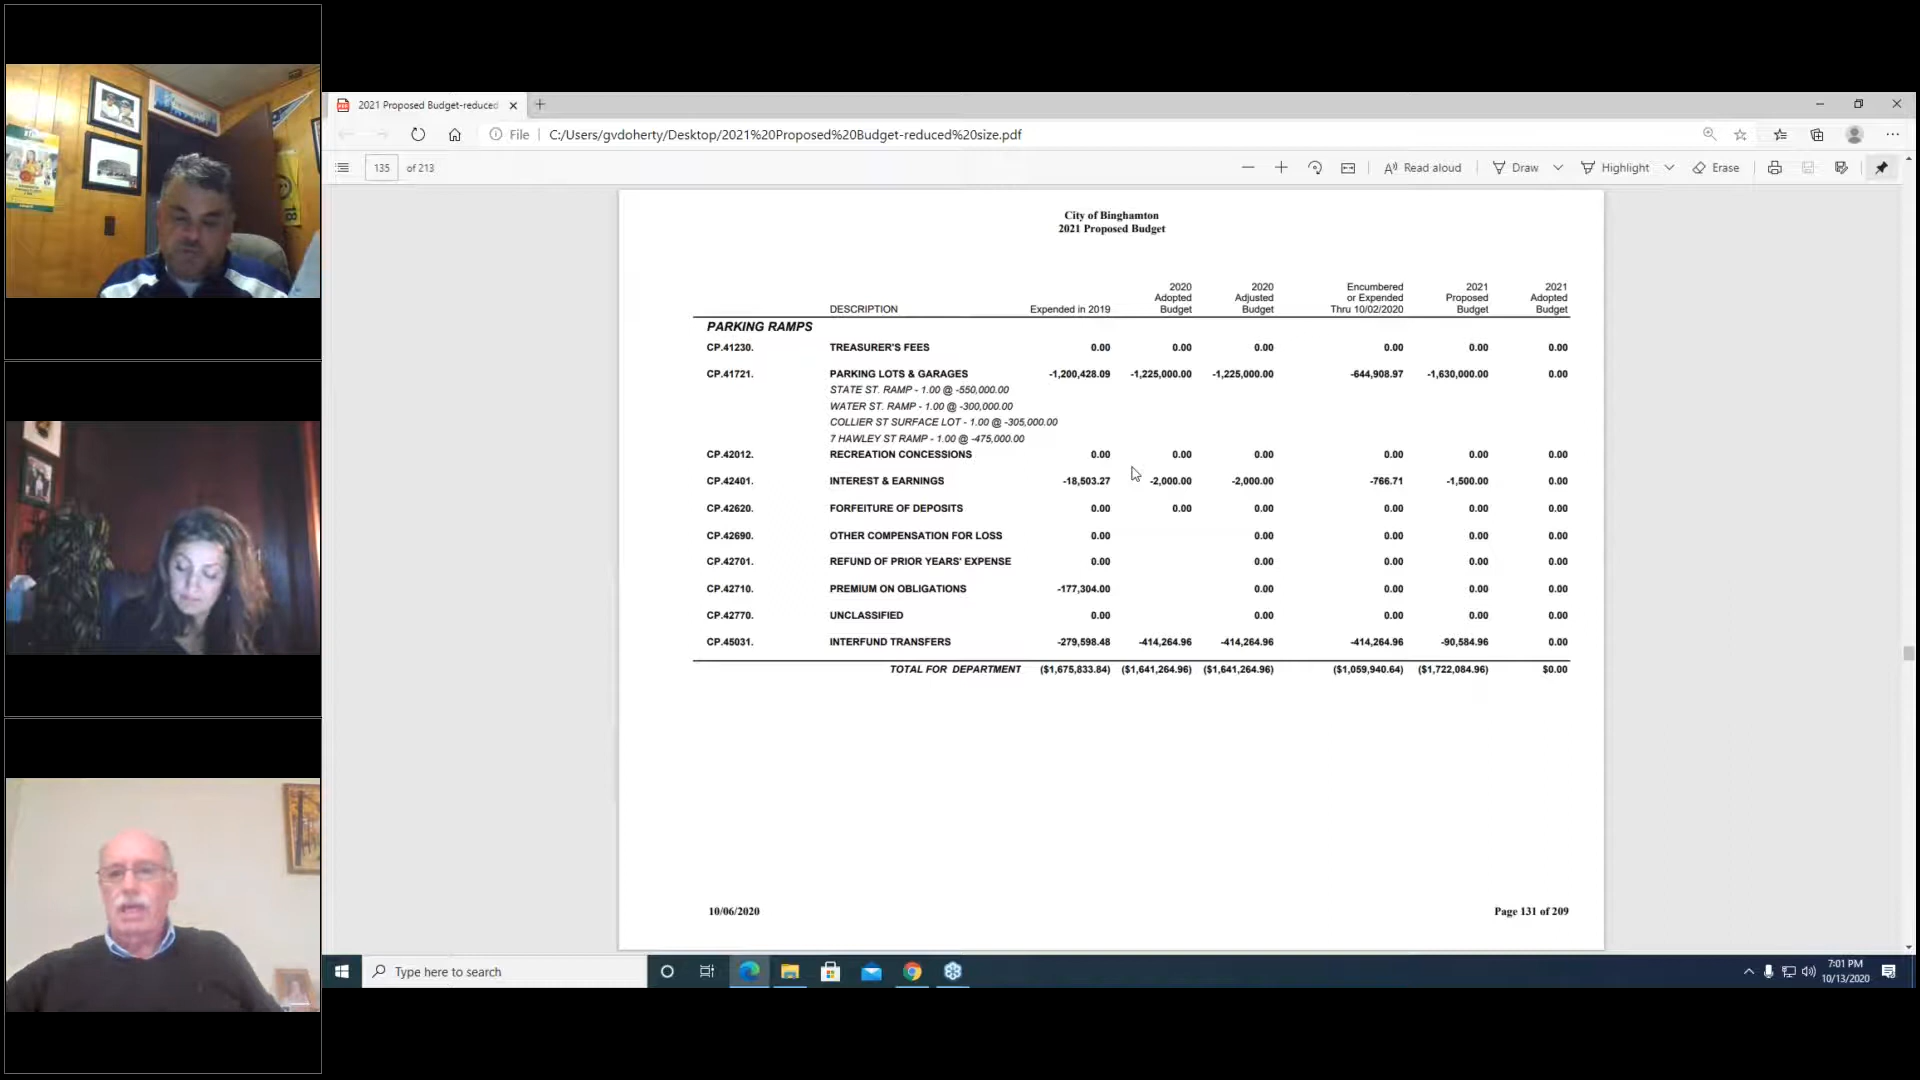 2021 Proposed Budget-reduced
File C:/Users/gvdoherty/Desktop/2021%20Proposed%20Budget-reduced%20size.pdf
135 of 213 Read aloud Draw Highlight Erase
City of Binghamton
2021 Proposed Budget
2020 2020 Encumbered 2021 2021
Adopted Adjusted or Expended Proposed Adopted
DESCRIPTION Expended in 2019 Budget Budget Thru 10/02/2020 Budget Budget
PARKING RAMPS
CP.41230. TREASURER'S FEES 0.00 0.00 0.00 0.00 0.00 0.00
CP.41721. PARKING LOTS & GARAGES -1,200,428.09 -1,225,000.00 -1,225,000.00 -644,908.97 -1,630,000.00 0.00
STATE ST. RAMP - 1.00 @ -550,000.00
WATER ST. RAMP - 1.00 @ -300,000.00
COLLIER ST SURFACE LOT - 1.00 @ -305,000.00
7 HAWLEY ST RAMP - 1.00 @ -475,000.00
CP.42012. RECREATION CONCESSIONS 0.00 0.00 0.00 0.00 0.00 0.00
CP.42401. INTEREST & EARNINGS -18,503.27 -2,000.00 -2,000.00 -766.71 -1,500.00 0.00
CP.42620. FORFEITURE OF DEPOSITS 0.00 0.00 0.00 0.00 0.00 0.00
CP.42690. OTHER COMPENSATION FOR LOSS 0.00 0.00 0.00 0.00 0.00
CP.42701. REFUND OF PRIOR YEARS' EXPENSE 0.00 0.00 0.00 0.00 0.00
CP.42710. PREMIUM ON OBLIGATIONS -177,304.00 0.00 0.00 0.00 0.00
CP.42770. UNCLASSIFIED 0.00 0.00 0.00 0.00 0.00
CP.45031. INTERFUND TRANSFERS -279,598.48 -414,264.96 -414,264.96 -414,264.96 -90,584.96 0.00
TOTAL FOR DEPARTMENT ($1,675,833.84) ($1,641,264.96) ($1,641,264.96) ($1,059,940.64) ($1,722,084.96) $0.00
10/06/2020 Page 131 of 209
Type here to search
7:01 PM
10/13/2020